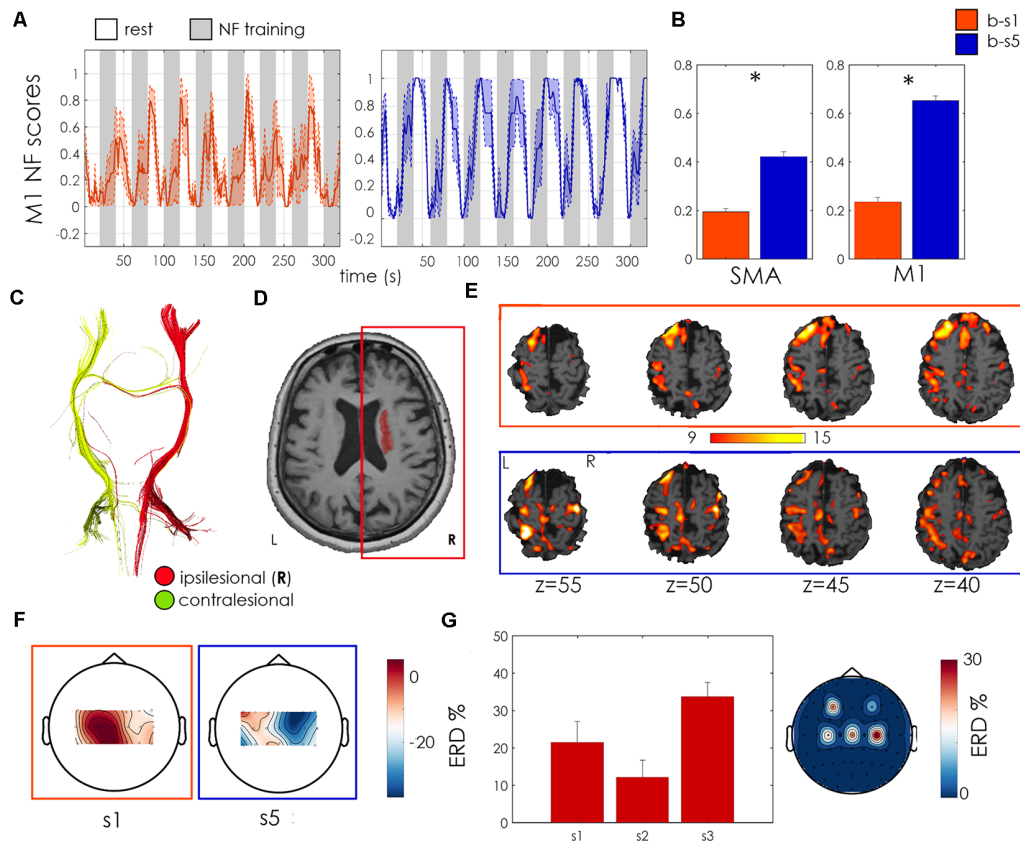 A
rest
NF training
M1 NF scores
1
0.8
0.6
0.4
0.2
0
-0.2
50 100 150 200 250 300
1
0.8
0.6
0.4
0.2
0
-0.2
50 100 150 200 250 300
time (s)
B
b-s1
b-s5
0.8
0.6
0.4
0.2
0
*
SMA
0.8
0.6
0.4
0.2
0
*
M1
C
ipsilesional (R)
contralesional
D
L
R
E
9 15
L R
z=55 z=50 z=45 z=40
F
s1
s5
0
-20
ERD %
G
50
40
30
20
10
0
s1 s2 s3
ERD %
30
0